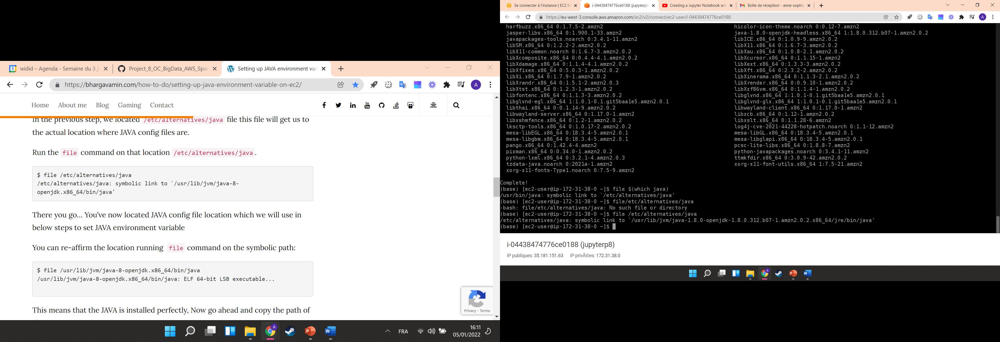 widid – Agenda - Semaine du 3 ja
Project_8_OC_BigData_AWS_Spar
Setting up JAVA environment vari
https://bhargavamin.com/how-to-do/setting-up-java-environment-variable-on-ec2/
A
Home About me Blog Gaming Contact
In the previous step, we located /etc/alternatives/java file this file will get us to
the actual location where JAVA config files are.
Run the file command on that location /etc/alternatives/java.
$ file /etc/alternatives/java
/etc/alternatives/java: symbolic link to `/usr/lib/jvm/java-8-
openjdk.x86_64/bin/java'
There you go… You’ve now located JAVA config file location which we will use in
below steps to set JAVA environment variable
You can re-affirm the location running file command on the symbolic path:
$ file /usr/lib/jvm/java-8-openjdk.x86_64/bin/java
/usr/lib/jvm/java-8-openjdk.x86_64/bin/java: ELF 64-bit LSB executable...
This means that the JAVA is installed perfectly, Now go ahead and copy the path of
Privacy - Terms
FRA
16:11
05/01/2022
Se connecter à l'instance | EC2 M
i-04438474776ce0188 (jupyterp8
Creating a Jupyter Notebook with
Boîte de réception - anne-sophie
https://eu-west-3.console.aws.amazon.com/ec2/v2/connect/ec2-user/i-04438474776ce0188
A
harfbuzz.x86_64 0:1.7.5-2.amzn2 hicolor-icon-theme.noarch 0:0.12-7.amzn2
jasper-libs.x86_64 0:1.900.1-33.amzn2 java-1.8.0-openjdk-headless.x86_64 1:1.8.0.312.b07-1.amzn2.0.2
javapackages-tools.noarch 0:3.4.1-11.amzn2 libICE.x86_64 0:1.0.9-9.amzn2.0.2
libSM.x86_64 0:1.2.2-2.amzn2.0.2 libX11.x86_64 0:1.6.7-3.amzn2.0.2
libX11-common.noarch 0:1.6.7-3.amzn2.0.2 libXau.x86_64 0:1.0.8-2.1.amzn2.0.2
libXcomposite.x86_64 0:0.4.4-4.1.amzn2.0.2 libXcursor.x86_64 0:1.1.15-1.amzn2
libXdamage.x86_64 0:1.1.4-4.1.amzn2.0.2 libXext.x86_64 0:1.3.3-3.amzn2.0.2
libXfixes.x86_64 0:5.0.3-1.amzn2.0.2 libXft.x86_64 0:2.3.2-2.amzn2.0.2
libXi.x86_64 0:1.7.9-1.amzn2.0.2 libXinerama.x86_64 0:1.1.3-2.1.amzn2.0.2
libXrandr.x86_64 0:1.5.1-2.amzn2.0.3 libXrender.x86_64 0:0.9.10-1.amzn2.0.2
libXtst.x86_64 0:1.2.3-1.amzn2.0.2 libXxf86vm.x86_64 0:1.1.4-1.amzn2.0.2
libfontenc.x86_64 0:1.1.3-3.amzn2.0.2 libglvnd.x86_64 1:1.0.1-0.1.git5baa1e5.amzn2.0.1
libglvnd-egl.x86_64 1:1.0.1-0.1.git5baa1e5.amzn2.0.1 libglvnd-glx.x86_64 1:1.0.1-0.1.git5baa1e5.amzn2.0.1
libthai.x86_64 0:0.1.14-9.amzn2.0.2 libwayland-client.x86_64 0:1.17.0-1.amzn2
libwayland-server.x86_64 0:1.17.0-1.amzn2 libxcb.x86_64 0:1.12-1.amzn2.0.2
libxshmfence.x86_64 0:1.2-1.amzn2.0.2 libxslt.x86_64 0:1.1.28-6.amzn2
lksctp-tools.x86_64 0:1.0.17-2.amzn2.0.2 log4j-cve-2021-44228-hotpatch.noarch 0:1.1-12.amzn2
mesa-libEGL.x86_64 0:18.3.4-5.amzn2.0.1 mesa-libGL.x86_64 0:18.3.4-5.amzn2.0.1
mesa-libgbm.x86_64 0:18.3.4-5.amzn2.0.1 mesa-libglapi.x86_64 0:18.3.4-5.amzn2.0.1
pango.x86_64 0:1.42.4-4.amzn2 pcsc-lite-libs.x86_64 0:1.8.8-7.amzn2
pixman.x86_64 0:0.34.0-1.amzn2.0.2 python-javapackages.noarch 0:3.4.1-11.amzn2
python-lxml.x86_64 0:3.2.1-4.amzn2.0.3 ttmkfdir.x86_64 0:3.0.9-42.amzn2.0.2
tzdata-java.noarch 0:2021a-1.amzn2 xorg-x11-font-utils.x86_64 1:7.5-21.amzn2
xorg-x11-fonts-Type1.noarch 0:7.5-9.amzn2
Complete!
(base) [ec2-user@ip-172-31-38-0 ~]$ file $(which java)
/usr/bin/java: symbolic link to `/etc/alternatives/java'
(base) [ec2-user@ip-172-31-38-0 ~]$ file/etc/alternatives/java
-bash: file/etc/alternatives/java: No such file or directory
(base) [ec2-user@ip-172-31-38-0 ~]$ file /etc/alternatives/java
/etc/alternatives/java: symbolic link to `/usr/lib/jvm/java-1.8.0-openjdk-1.8.0.312.b07-1.amzn2.0.2.x86_64/jre/bin/java'
(base) [ec2-user@ip-172-31-38-0 ~]$
i-04438474776ce0188 (jupyterp8)
IP publiques: 35.181.151.63 IP privÃ©es: 172.31.38.0